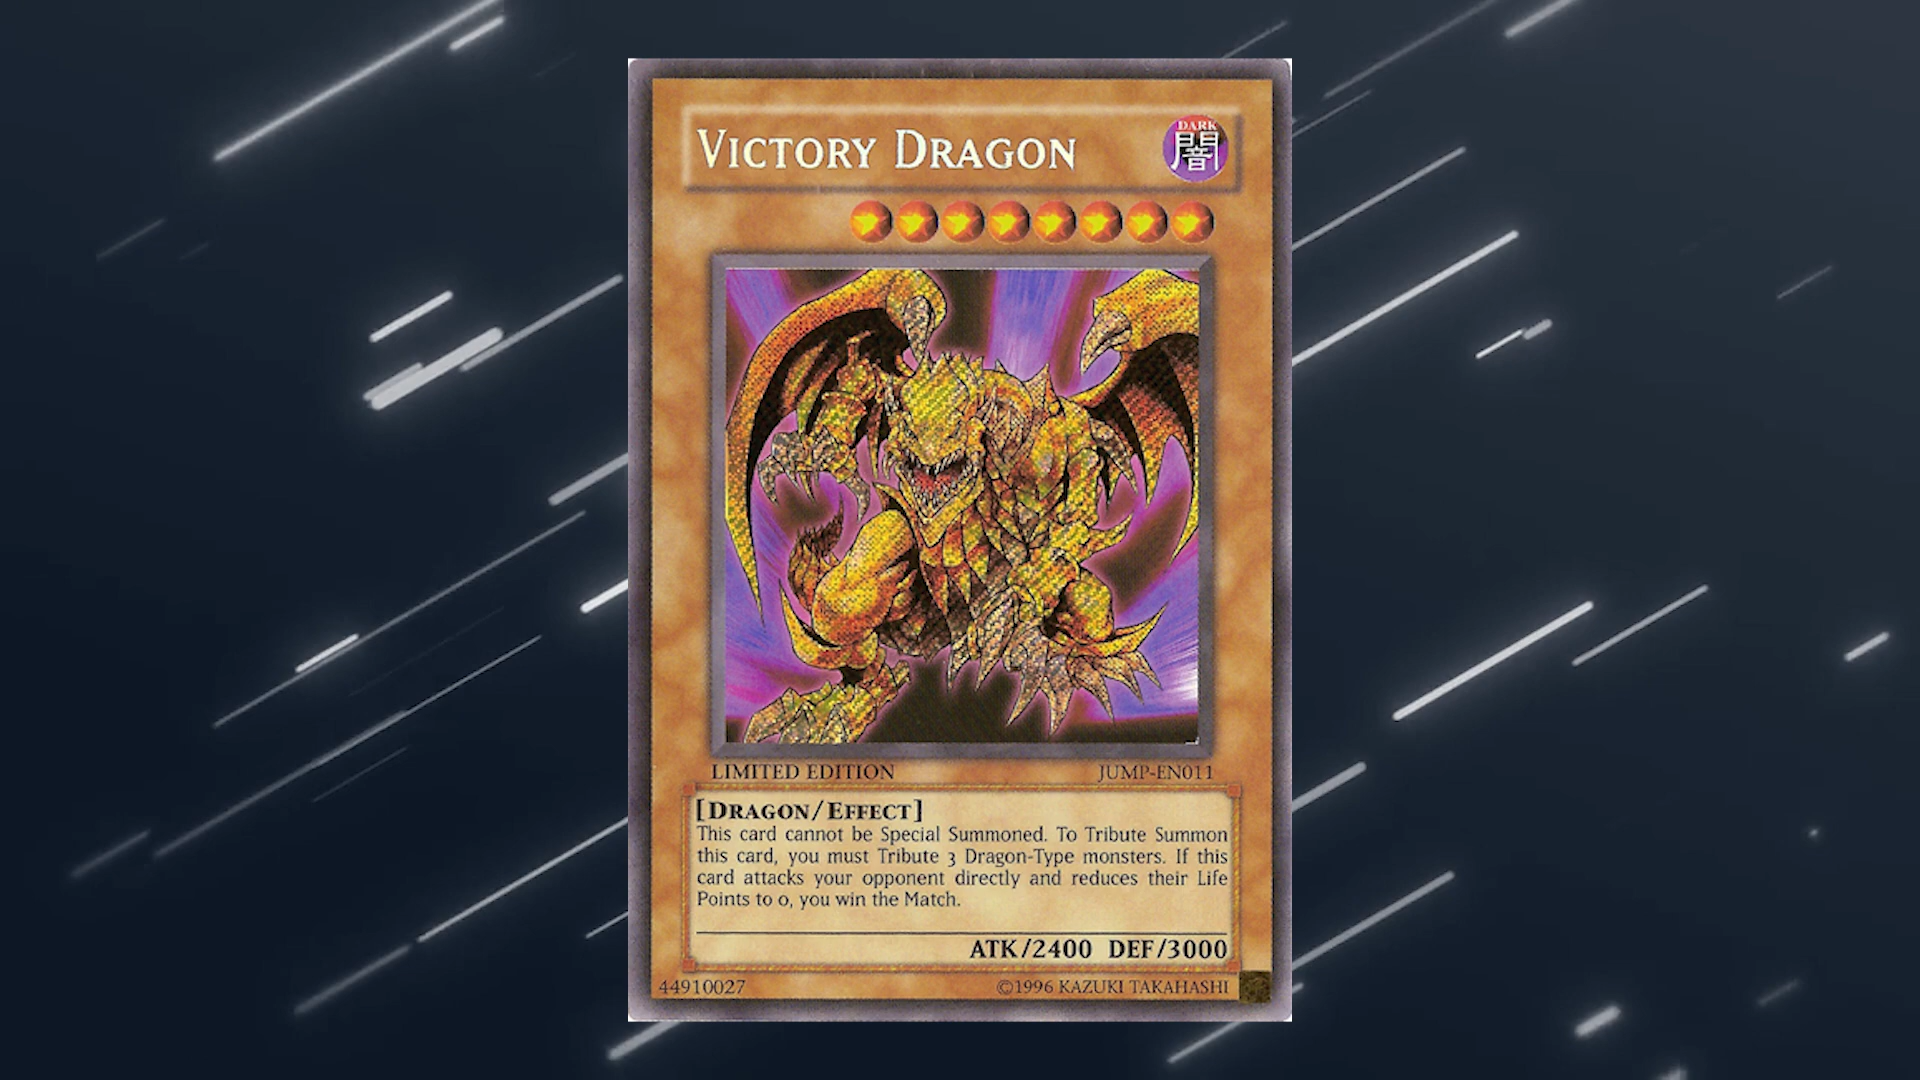 VICTORY DRAGON
DARK
闇
LIMITED EDITION
JUMP-EN011
[DRAGON/EFFECT]
This card cannot be Special Summoned. To Tribute Summon
this card, you must Tribute 3 Dragon-Type monsters. If this
card attacks your opponent directly and reduces their Life
Points to 0, you win the Match.
ATK/2400 DEF/3000
44910027
©1996 KAZUKI TAKAHASHI